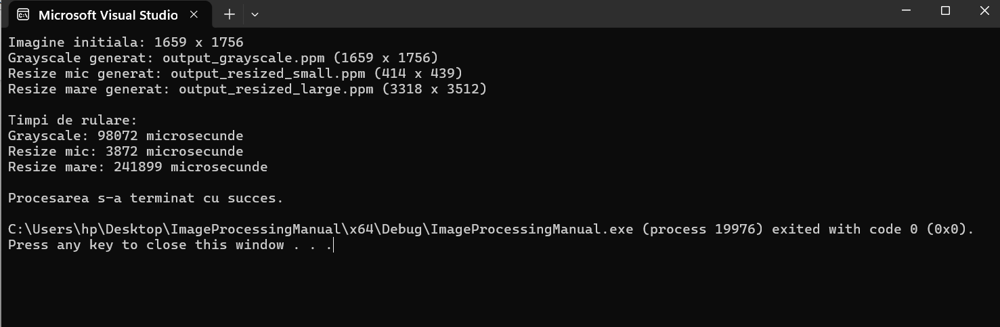 Microsoft Visual Studio
Imagine initiala: 1659 x 1756
Grayscale generat: output_grayscale.ppm (1659 x 1756)
Resize mic generat: output_resized_small.ppm (414 x 439)
Resize mare generat: output_resized_large.ppm (3318 x 3512)
Timpi de rulare:
Grayscale: 98072 microsecunde
Resize mic: 3872 microsecunde
Resize mare: 241899 microsecunde
Procesarea s-a terminat cu succes.
C:\Users\hp\Desktop\ImageProcessingManual\x64\Debug\ImageProcessingManual.exe (process 19976) exited with code 0 (0x0).
Press any key to close this window . . .